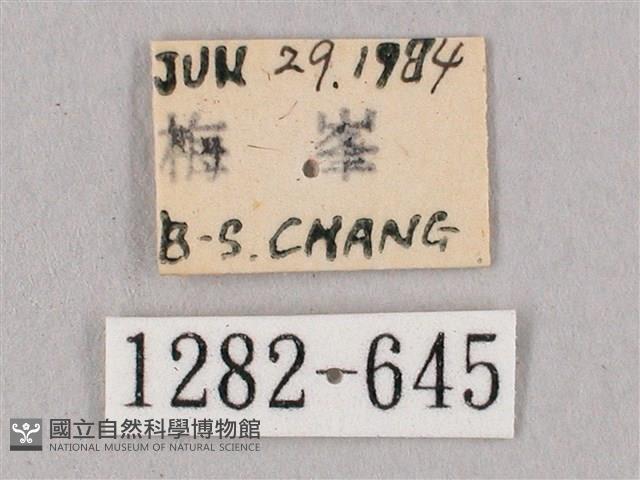 JUN 29.1984
梅 峯
B-S. CHANG
1282-645
國立自然科學博物館
NATIONAL MUSEUM OF NATURAL SCIENCE